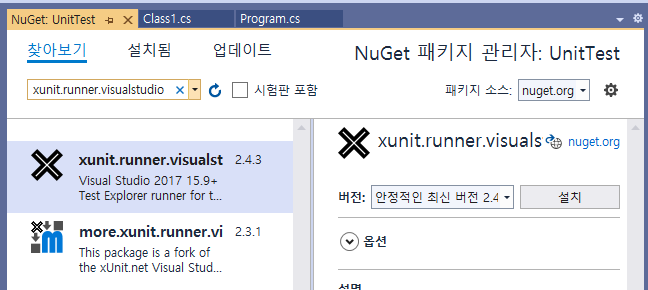 NuGet: UnitTest
Class1.cs
Program.cs
찾아보기
설치됨
업데이트
NuGet 패키지 관리자: UnitTest
xunit.runner.visualstudio
시험판 포함
패키지 소스:
nuget.org
xunit.runner.visualst
2.4.3
Visual Studio 2017 15.9+
Test Explorer runner for t...
more.xunit.runner.vi
2.3.1
This package is a fork of
the xUnit.net Visual Stud...
xunit.runner.visuals
nuget.org
버전:
안정적인 최신 버전 2.4
설치
옵션
설명